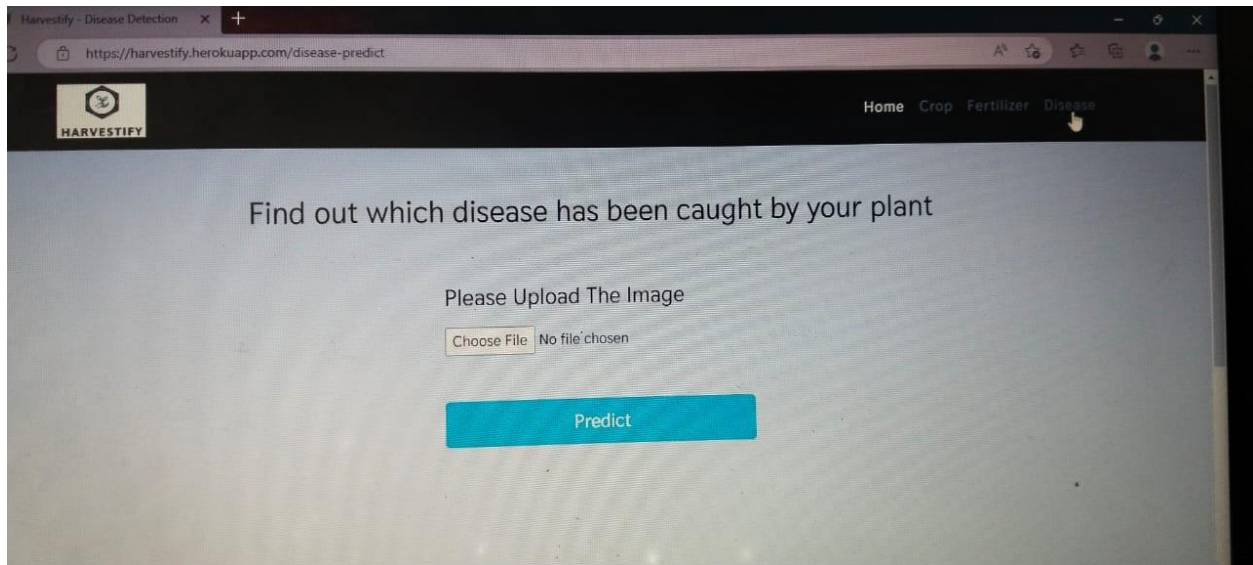 Harvestify - Disease Detection
https://harvestify.herokuapp.com/disease-predict
HARVESTIFY
Home Crop Fertilizer Disease
Find out which disease has been caught by your plant
Please Upload The Image
Choose File No file chosen
Predict